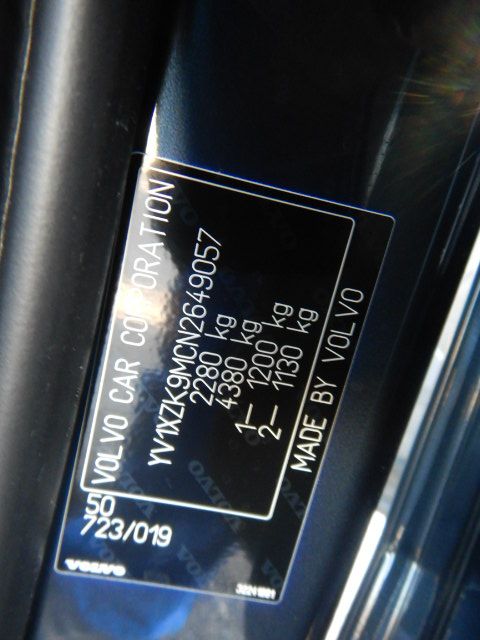 VOLVO CAR CORPORATION
YV1XZK9MCN2649057
2280 kg
4380 kg
1– 1200 kg
2– 1130 kg
MADE BY VOLVO
50
723/019
VOLVO